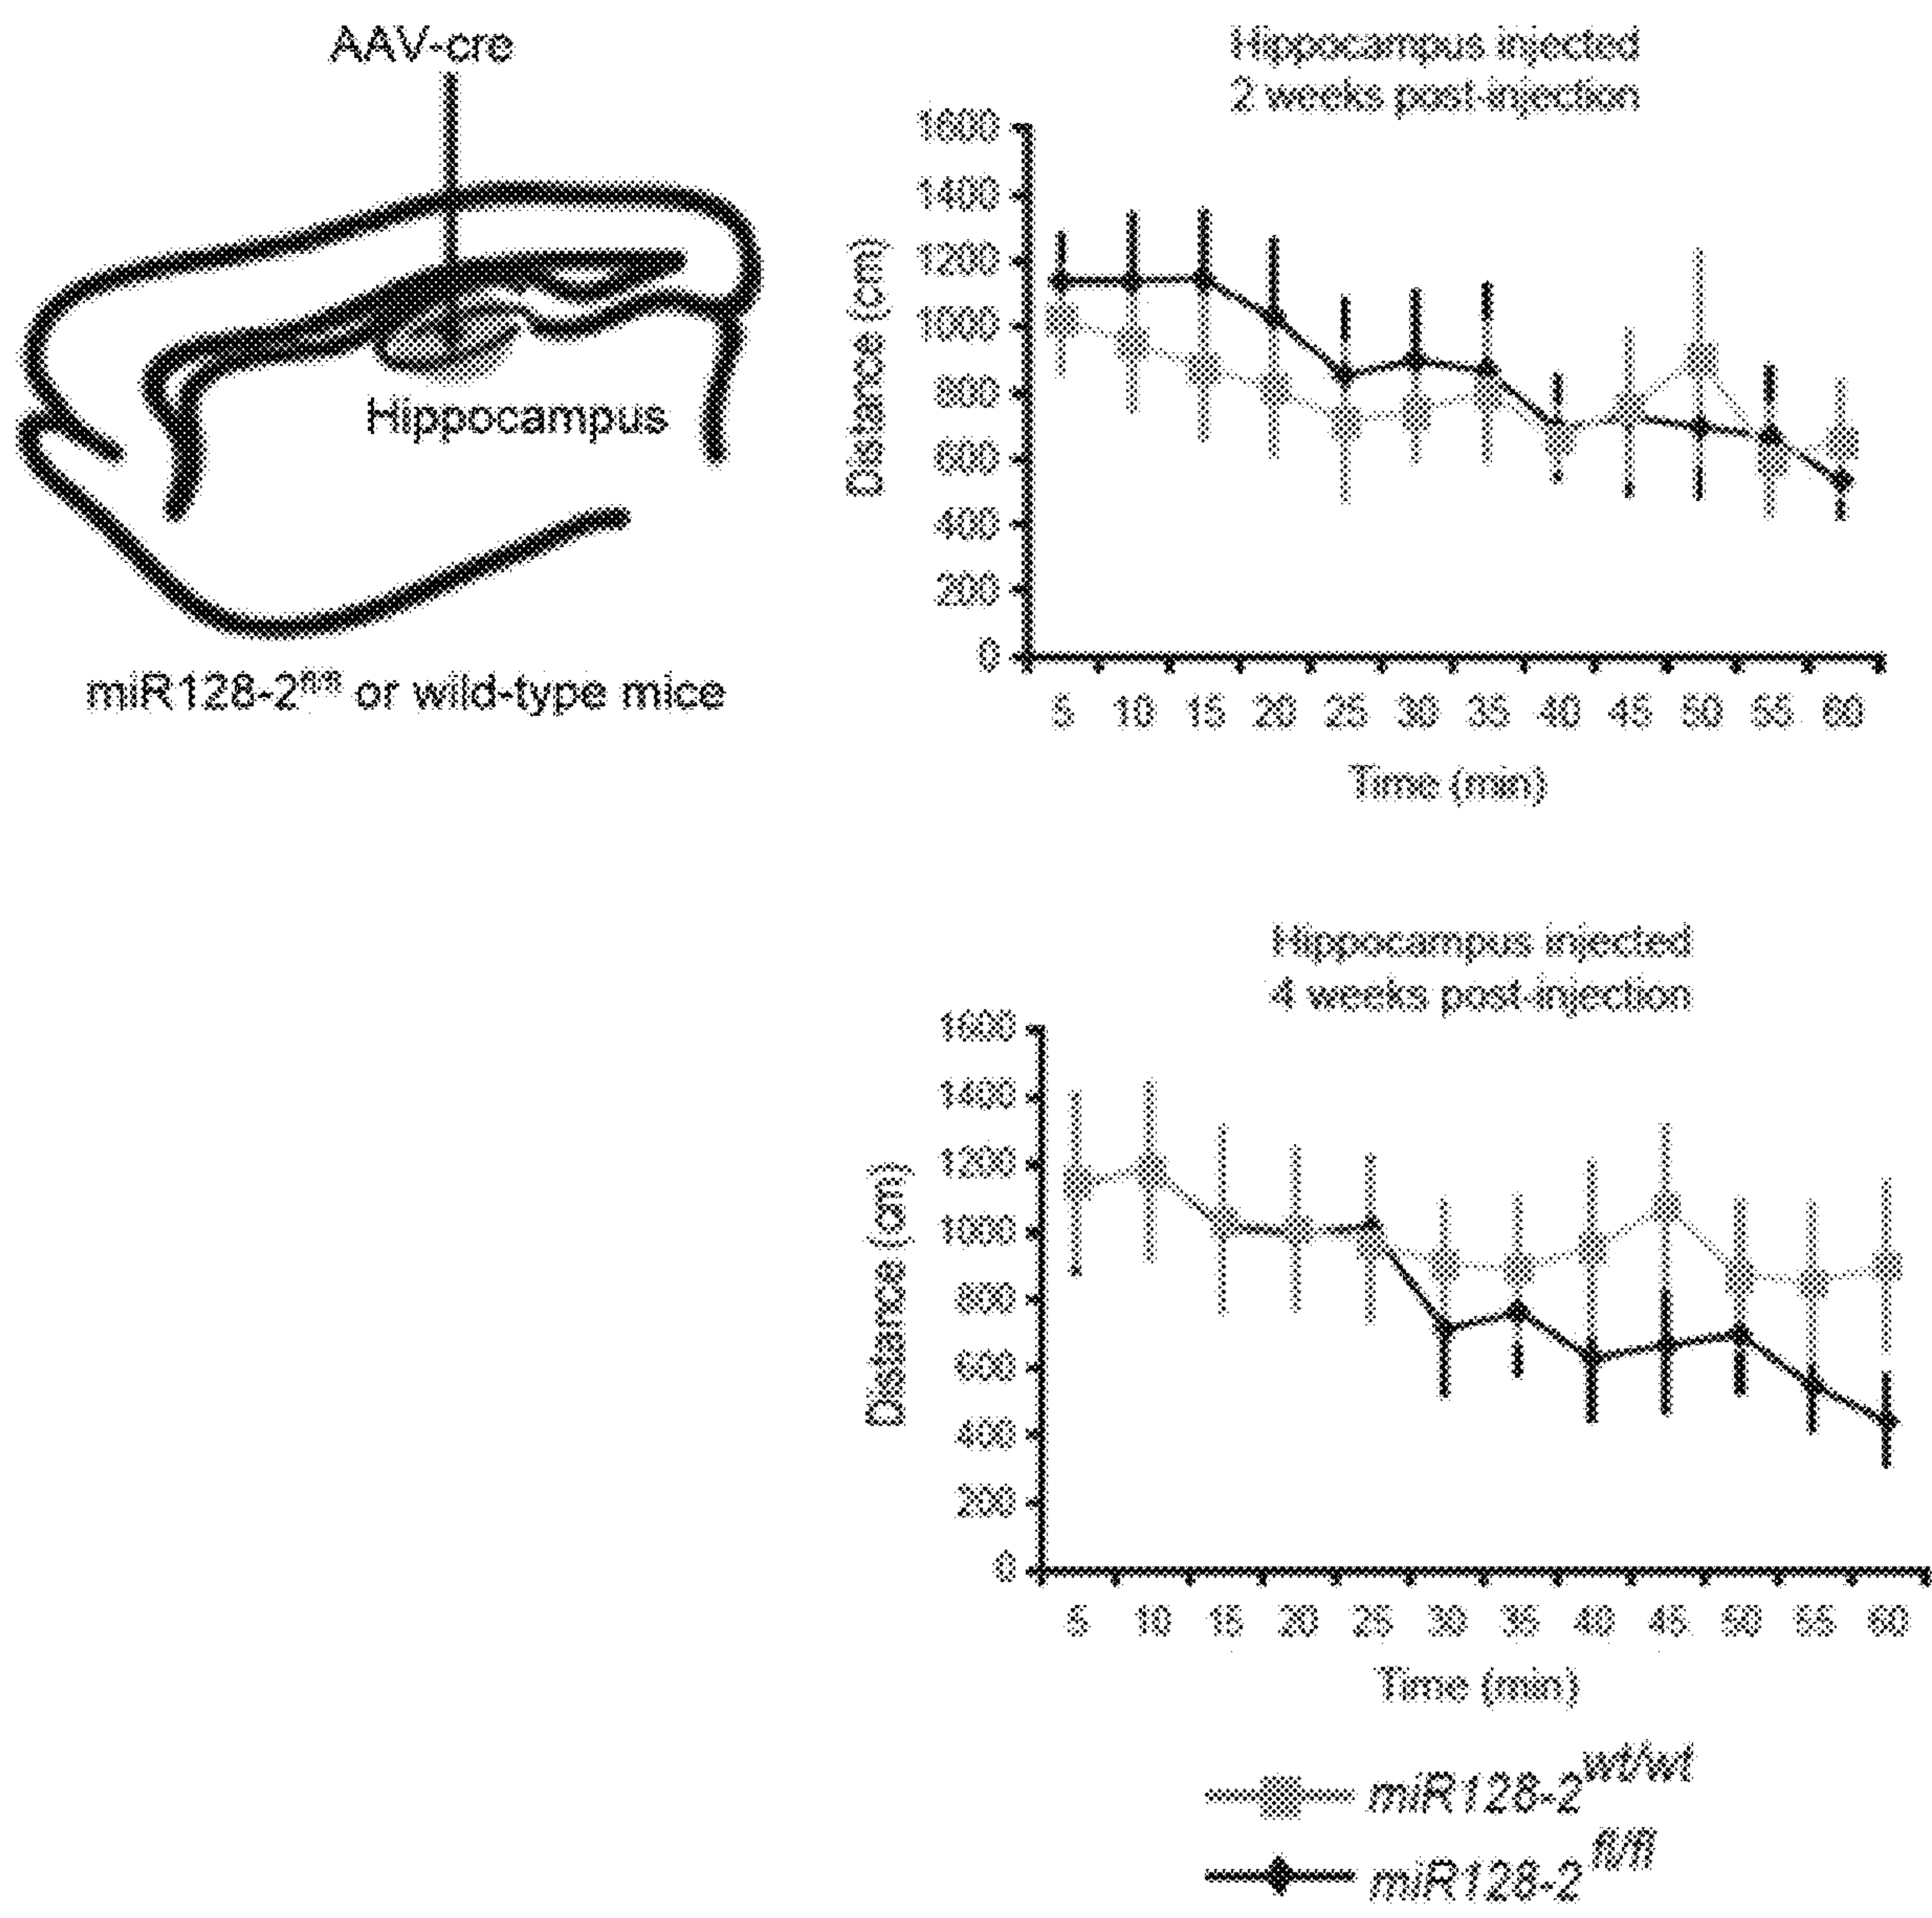 AAV-cre
Hippocampus
miR128-2fl/fl or wild-type mice
Hippocampus injected
2 weeks post-injection
Distance (cm)
1600
1400
1200
1000
800
600
400
200
0
5 10 15 20 25 30 35 40 45 50 55 60
Time (min)
Hippocampus injected
4 weeks post-injection
Distance (cm)
1600
1400
1200
1000
800
600
400
200
0
5 10 15 20 25 30 35 40 45 50 55 60
Time (min)
miR128-2wt/wt
miR128-2fl/fl